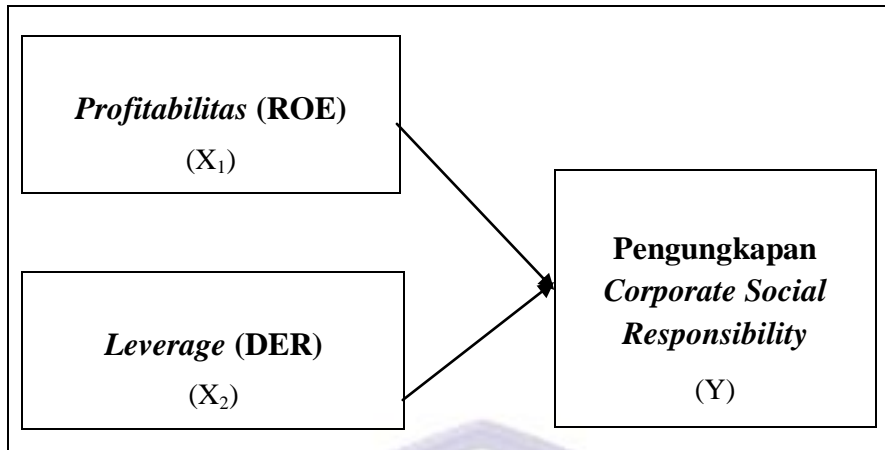 Profitabilitas (ROE)
(X₁)
Leverage (DER)
(X₂)
Pengungkapan
Corporate Social
Responsibility
(Y)